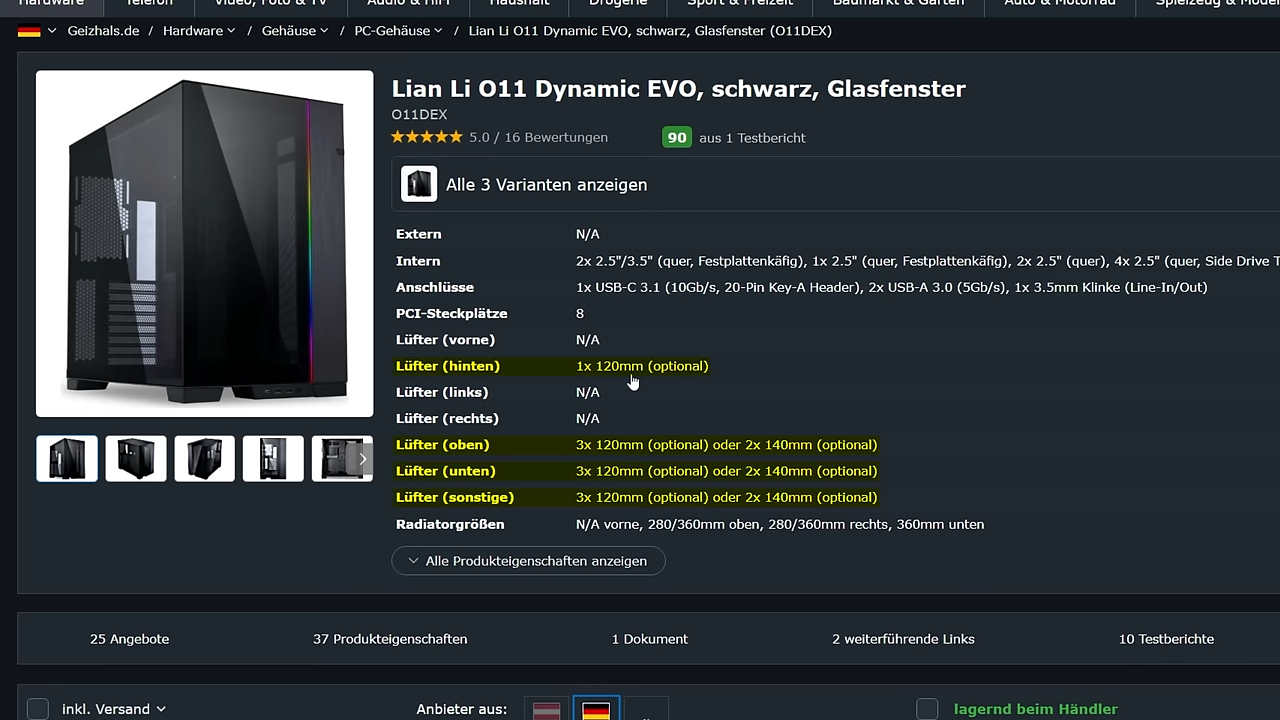 Hardware Telefon Video, Foto & TV Audio & HIFI Haushalt Drogerie Sport & Freizeit Baumarkt & Garten Auto & Motorrad Spielzeug &
Geizhals.de / Hardware / Gehäuse / PC-Gehäuse / Lian Li O11 Dynamic EVO, schwarz, Glasfenster (O11DEX)
Lian Li O11 Dynamic EVO, schwarz, Glasfenster
O11DEX
5.0 / 16 Bewertungen 90 aus 1 Testbericht
Alle 3 Varianten anzeigen
Extern N/A
Intern 2x 2.5"/3.5" (quer, Festplattenkäfig), 1x 2.5" (quer, Festplattenkäfig), 2x 2.5" (quer), 4x 2.5" (quer, Side Drive T
Anschlüsse 1x USB-C 3.1 (10Gb/s, 20-Pin Key-A Header), 2x USB-A 3.0 (5Gb/s), 1x 3.5mm Klinke (Line-In/Out)
PCI-Steckplätze 8
Lüfter (vorne) N/A
Lüfter (hinten) 1x 120mm (optional)
Lüfter (links) N/A
Lüfter (rechts) N/A
Lüfter (oben) 3x 120mm (optional) oder 2x 140mm (optional)
Lüfter (unten) 3x 120mm (optional) oder 2x 140mm (optional)
Lüfter (sonstige) 3x 120mm (optional) oder 2x 140mm (optional)
Radiatorgrößen N/A vorne, 280/360mm oben, 280/360mm rechts, 360mm unten
Alle Produkteigenschaften anzeigen
25 Angebote 37 Produkteigenschaften 1 Dokument 2 weiterführende Links 10 Testberichte
inkl. Versand Anbieter aus: lagernd beim Händler